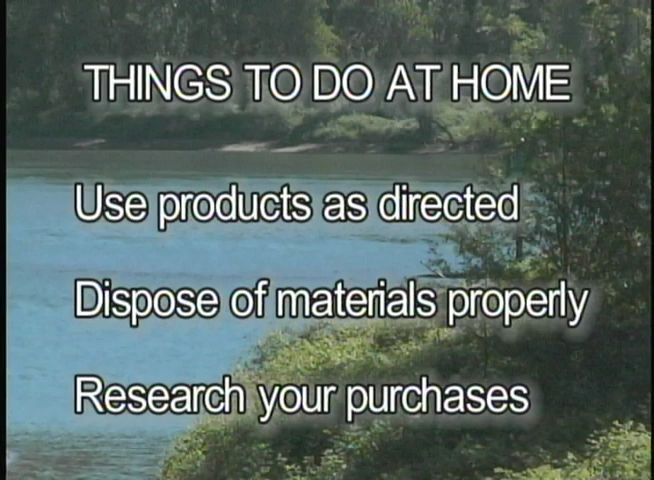 THINGS TO DO AT HOME
Use products as directed
Dispose of materials properly
Research your purchases